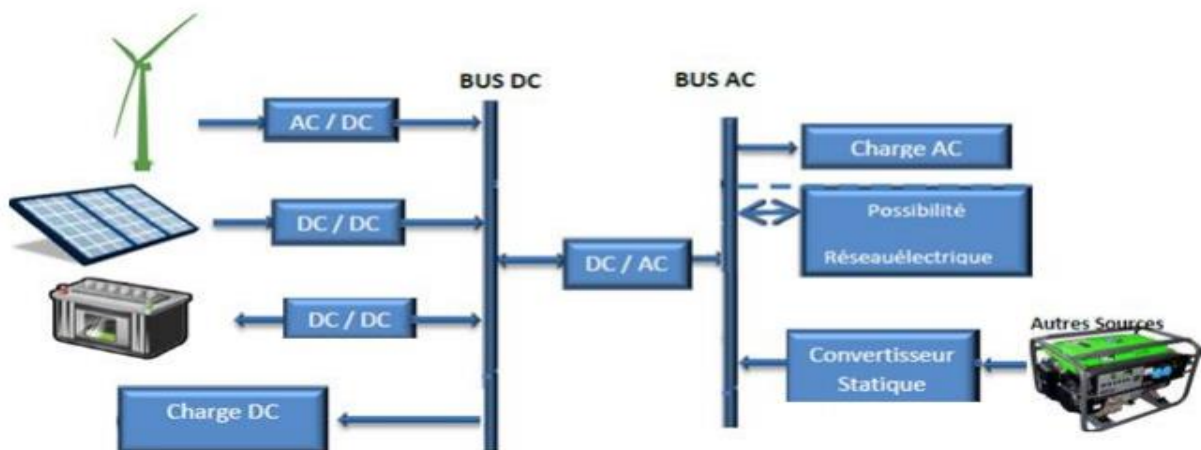 BUS DC
BUS AC
AC / DC
Charge AC
Possibilité
Réseauélectrique
DC / DC
DC / AC
DC / DC
Autres Sources
Convertisseur
Statique
Charge DC